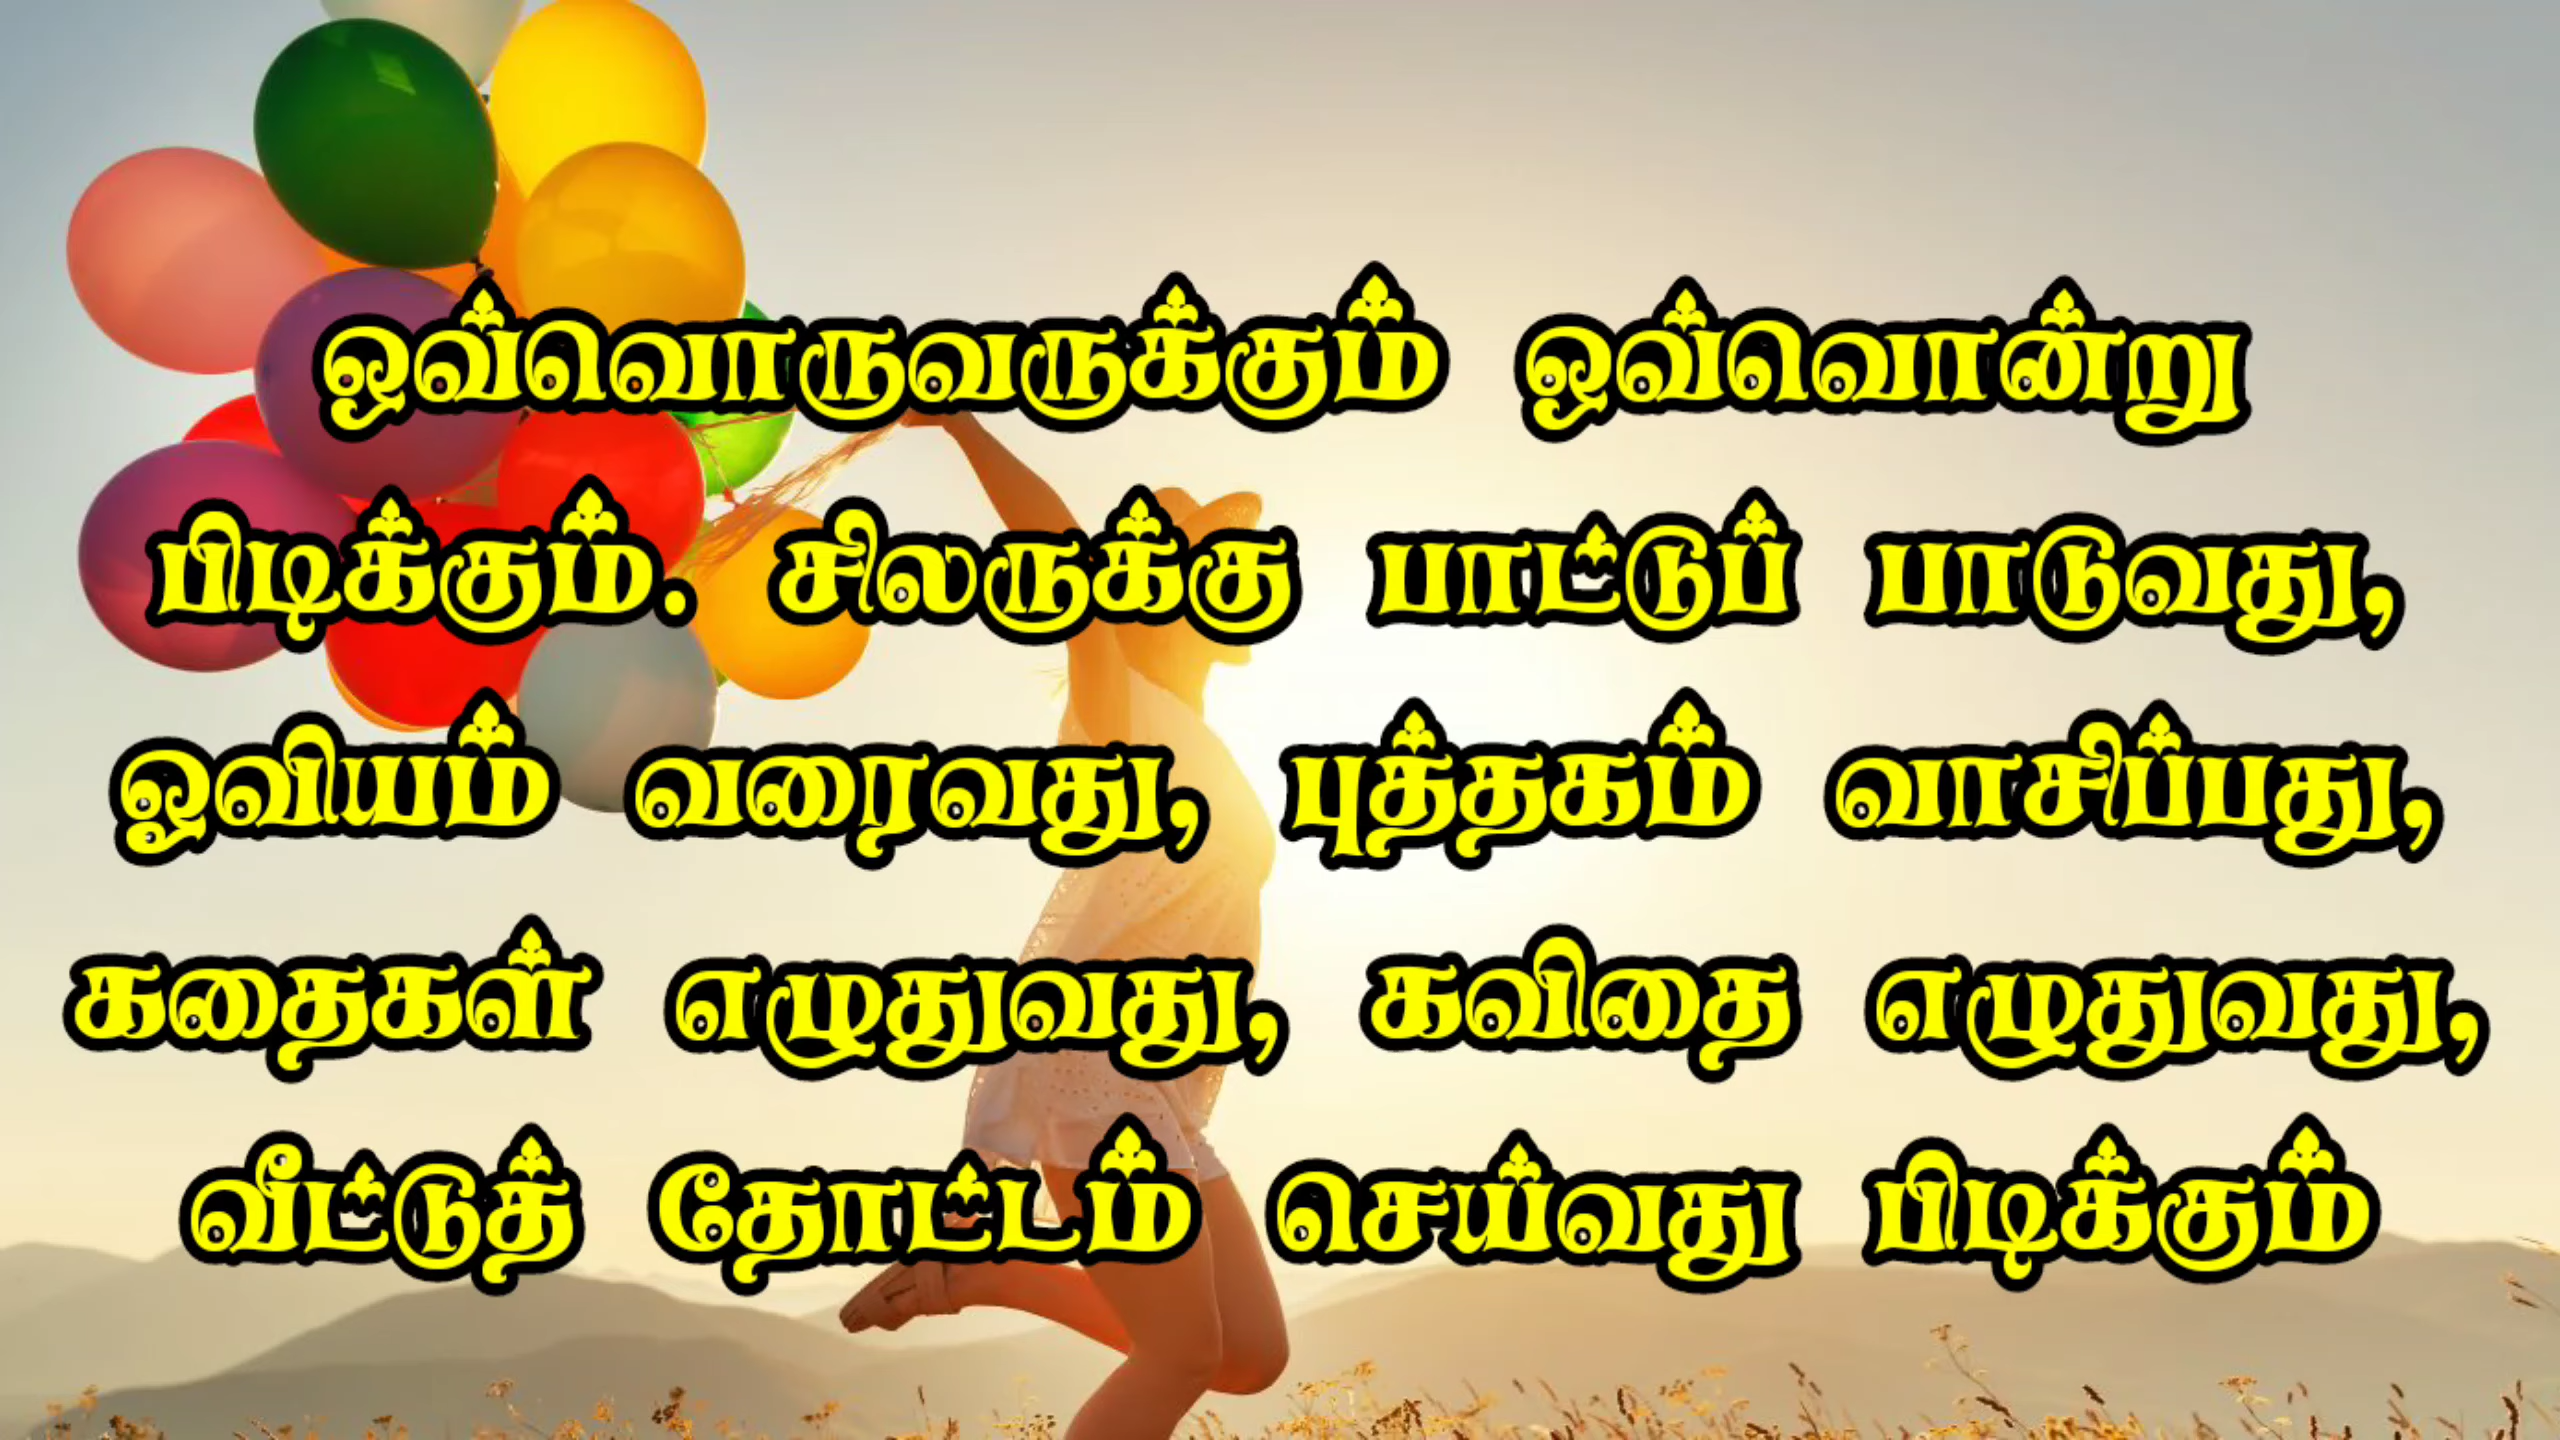 ஒவ்வொருவருக்கும் ஒவ்வொன்று
பிடிக்கும். சிலருக்கு பாட்டுப் பாடுவது,
ஓவியம் வரைவது, புத்தகம் வாசிப்பது,
கதைகள் எழுதுவது, கவிதை எழுதுவது,
வீட்டுத் தோட்டம் செய்வது பிடிக்கும்